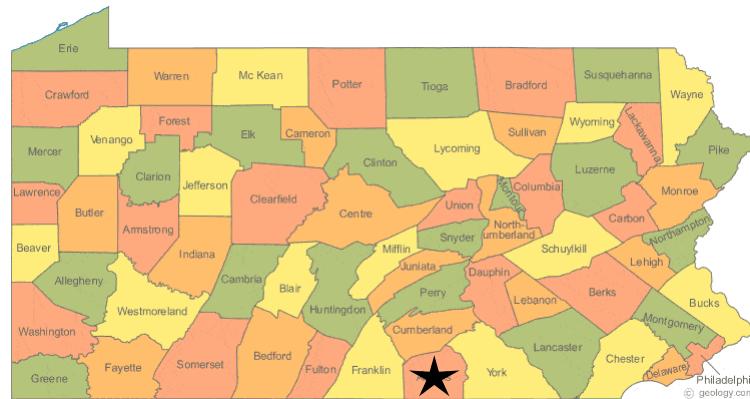 Erie
Warren
Mc Kean
Potter
Tioga
Bradford
Susquehanna
Wayne
Crawford
Forest
Elk
Cameron
Sullivan
Wyoming
Lackawanna
Venango
Lycoming
Mercer
Clarion
Jefferson
Clinton
Luzerne
Pike
Lawrence
Butler
Armstrong
Clearfield
Centre
Union
Montour
Columbia
Monroe
Carbon
Beaver
Indiana
Mifflin
Snyder
North-
umberland
Schuylkill
Northampton
Allegheny
Cambria
Blair
Huntingdon
Juniata
Perry
Dauphin
Lebanon
Berks
Lehigh
Bucks
Westmoreland
Washington
Cumberland
Montgomery
Greene
Fayette
Somerset
Bedford
Fulton
Franklin
York
Lancaster
Chester
Delaware
Philadelphi
© geology.com